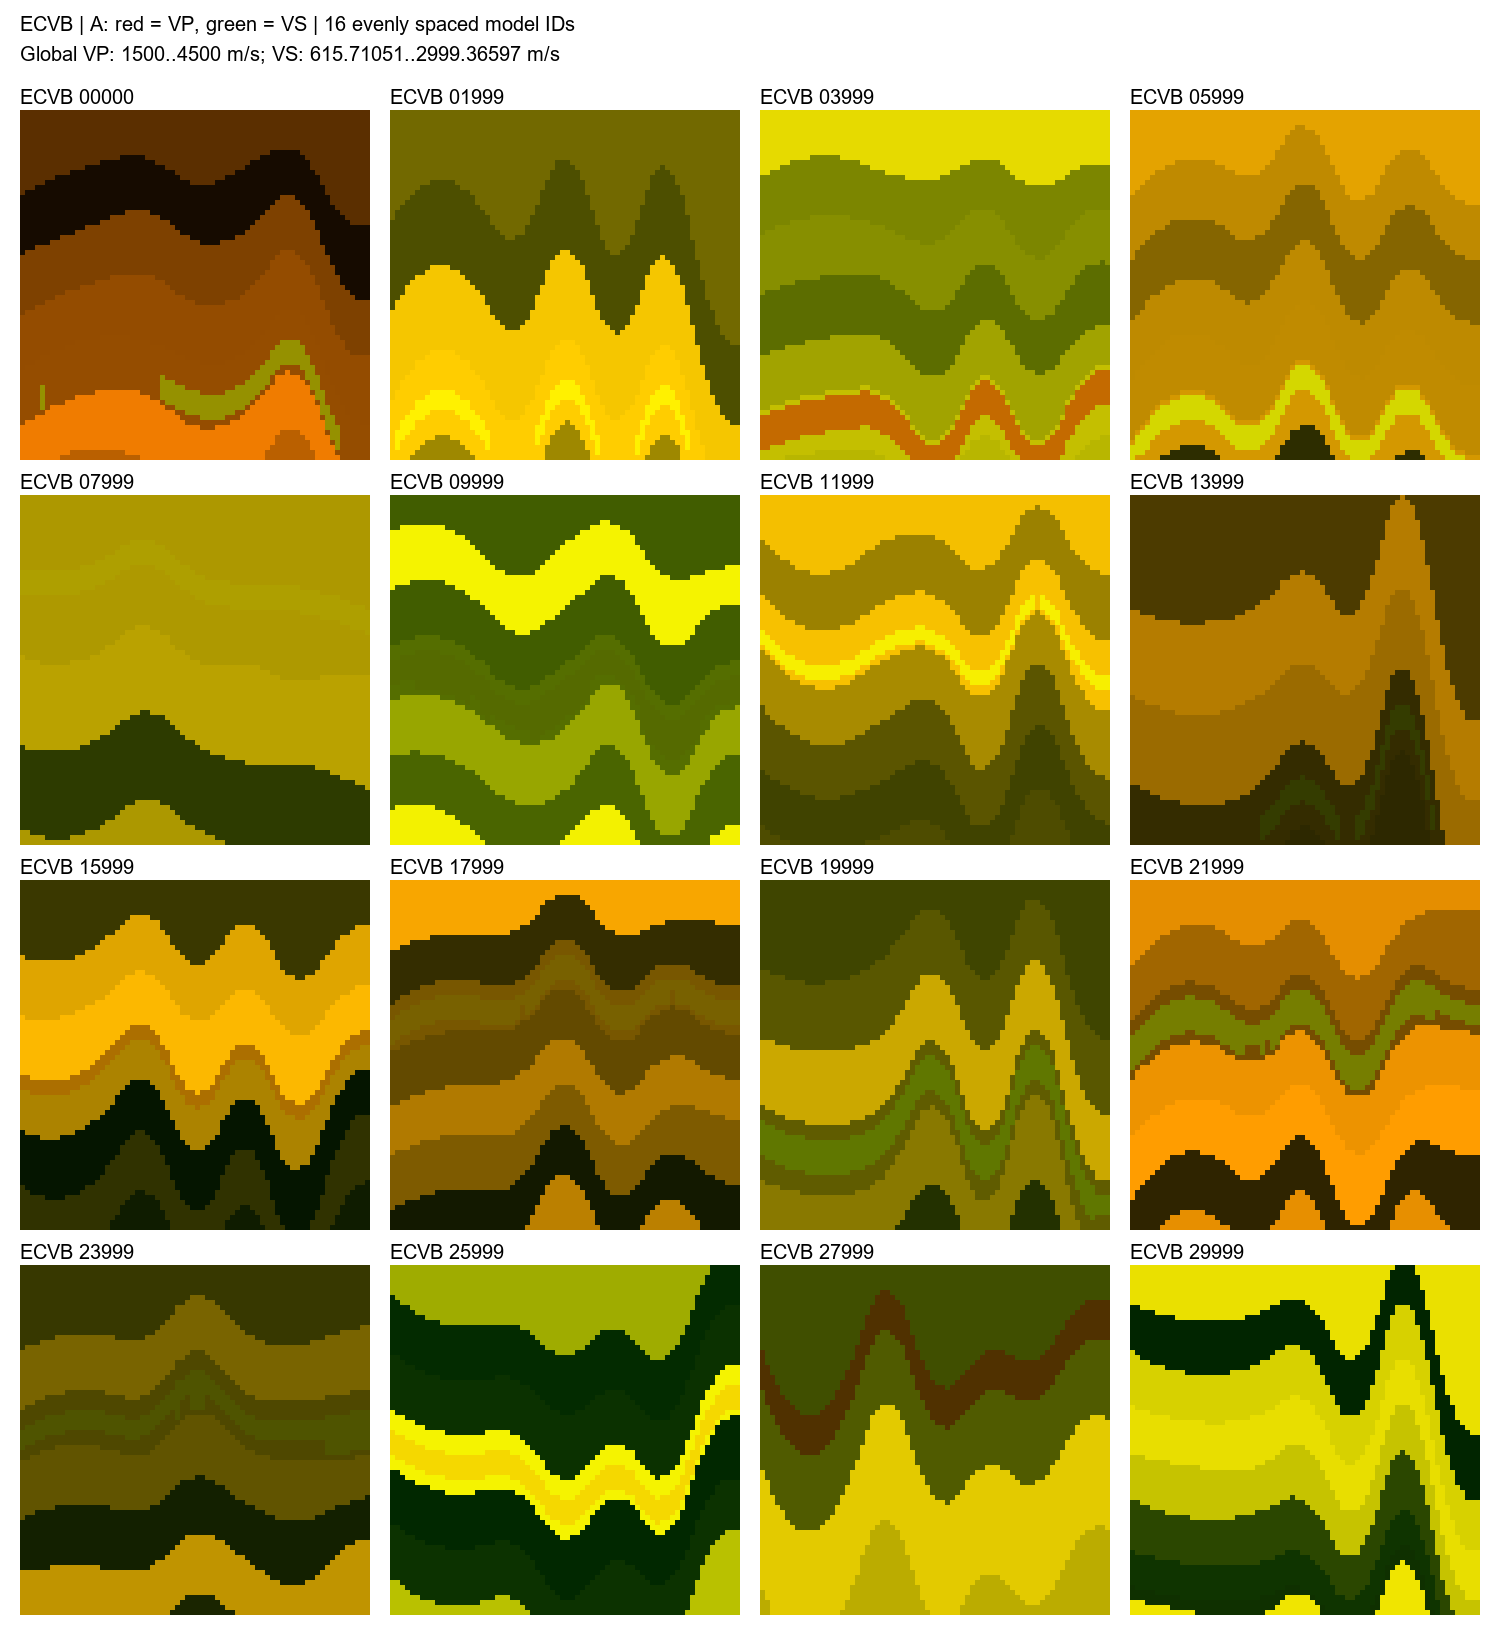 ECVB | A: red = VP, green = VS | 16 evenly spaced model IDs
Global VP: 1500..4500 m/s; VS: 615.71051..2999.36597 m/s
ECVB 00000
ECVB 01999
ECVB 03999
ECVB 05999
ECVB 07999
ECVB 09999
ECVB 11999
ECVB 13999
ECVB 15999
ECVB 17999
ECVB 19999
ECVB 21999
ECVB 23999
ECVB 25999
ECVB 27999
ECVB 29999